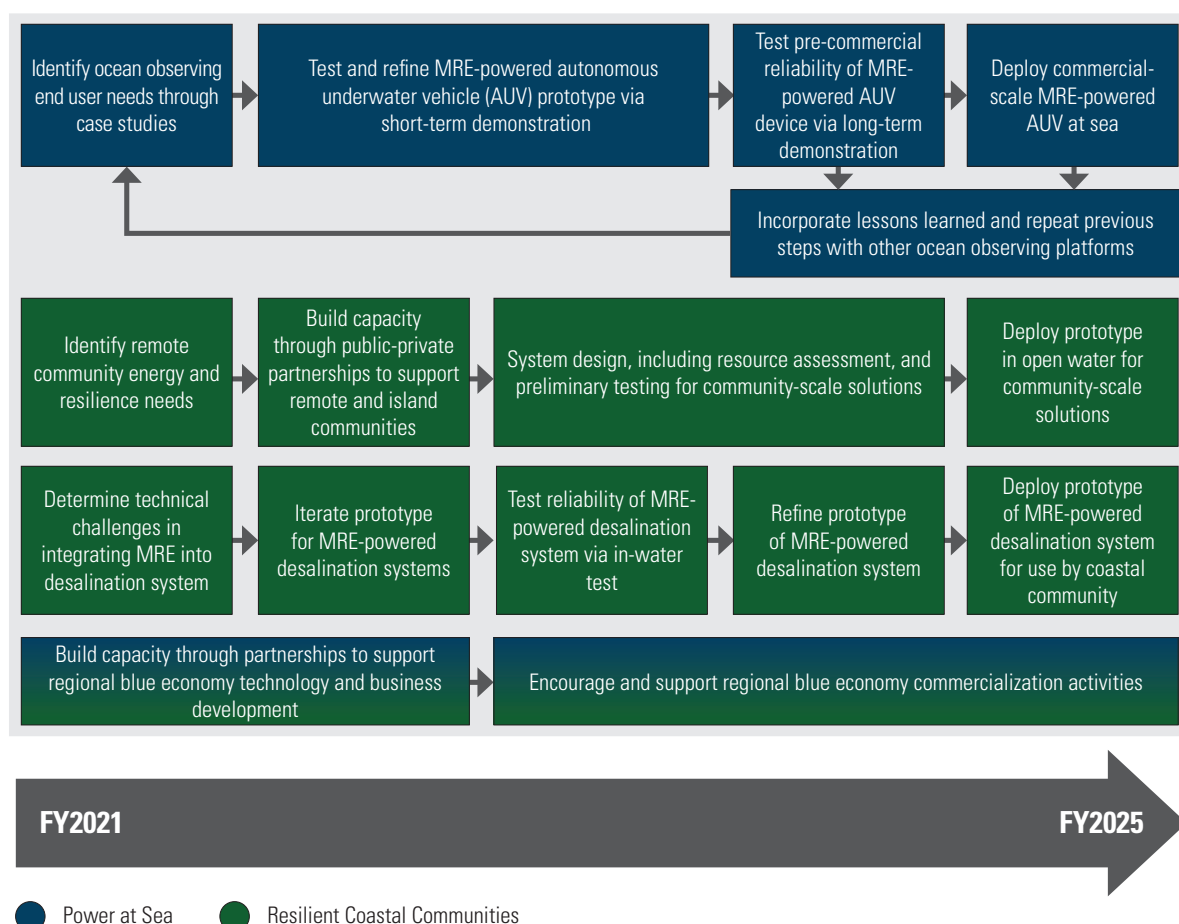 Identify ocean observing
end user needs through
case studies
Test and refine MRE-powered autonomous
underwater vehicle (AUV) prototype via
short-term demonstration
Test pre-commercial
reliability of MRE-
powered AUV
device via long-term
demonstration
Deploy commercial-
scale MRE-powered
AUV at sea
Incorporate lessons learned and repeat previous
steps with other ocean observing platforms
Identify remote
community energy and
resilience needs
Build capacity
through public-private
partnerships to support
remote and island
communities
System design, including resource assessment, and
preliminary testing for community-scale solutions
Deploy prototype
in open water for
community-scale
solutions
Determine technical
challenges in
integrating MRE into
desalination system
Iterate prototype
for MRE-powered
desalination systems
Test reliability of MRE-
powered desalination
system via in-water
test
Refine prototype
of MRE-powered
desalination system
Deploy prototype
of MRE-powered
desalination system
for use by coastal
community
Build capacity through partnerships to support
regional blue economy technology and business
development
Encourage and support regional blue economy commercialization activities
FY2021
FY2025
Power at Sea
Resilient Coastal Communities